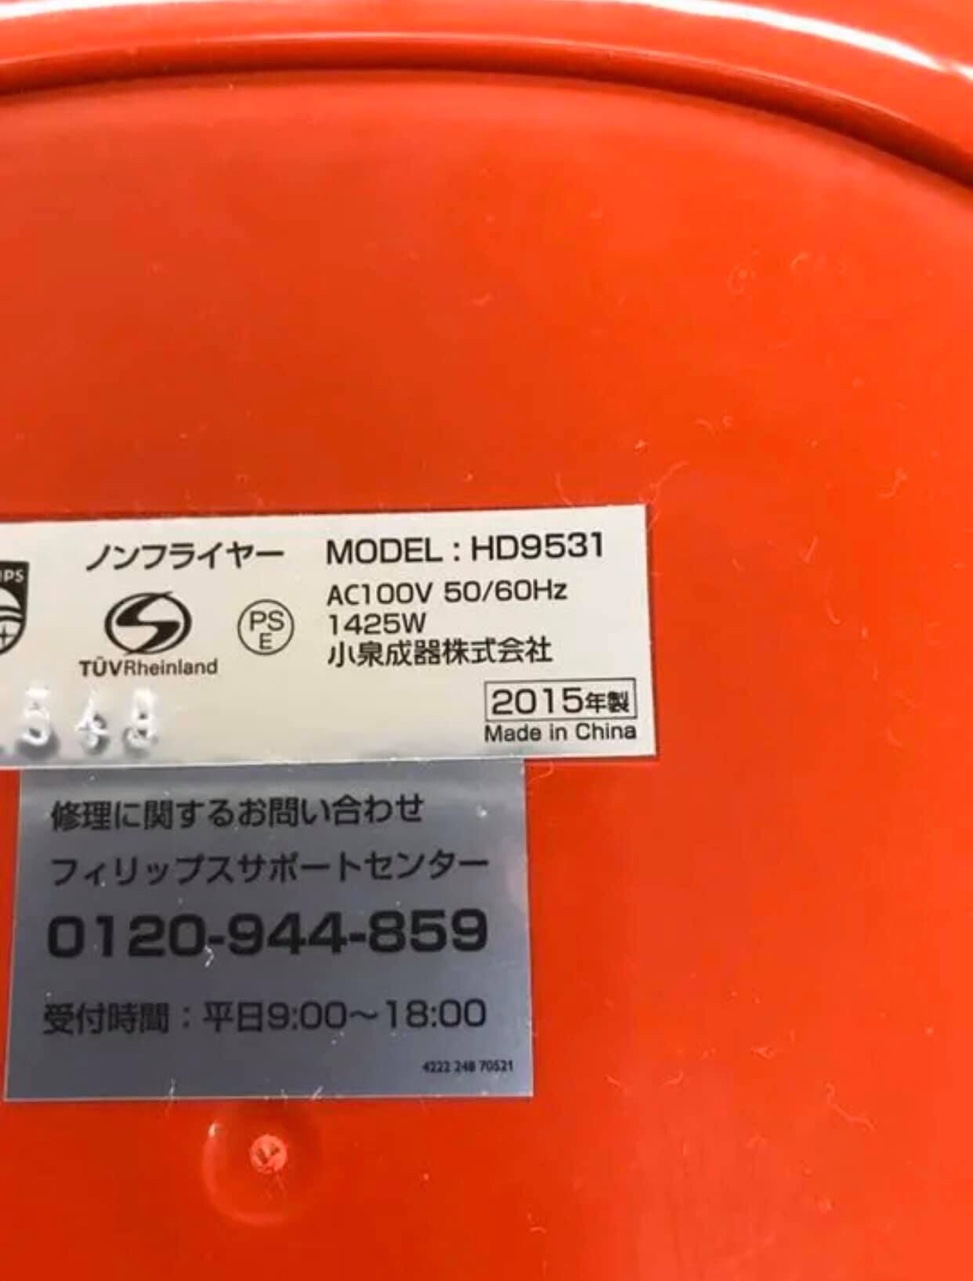 ノンフライヤー
MODEL : HD9531
AC100V 50/60Hz
1425W
小泉成器株式会社
PS
E
TÜVRheinland
2015年製
Made in China
修理に関するお問い合わせ
フィリップスサポートセンター
0120-944-859
受付時間：平日9:00～18:00
4222 248 70521